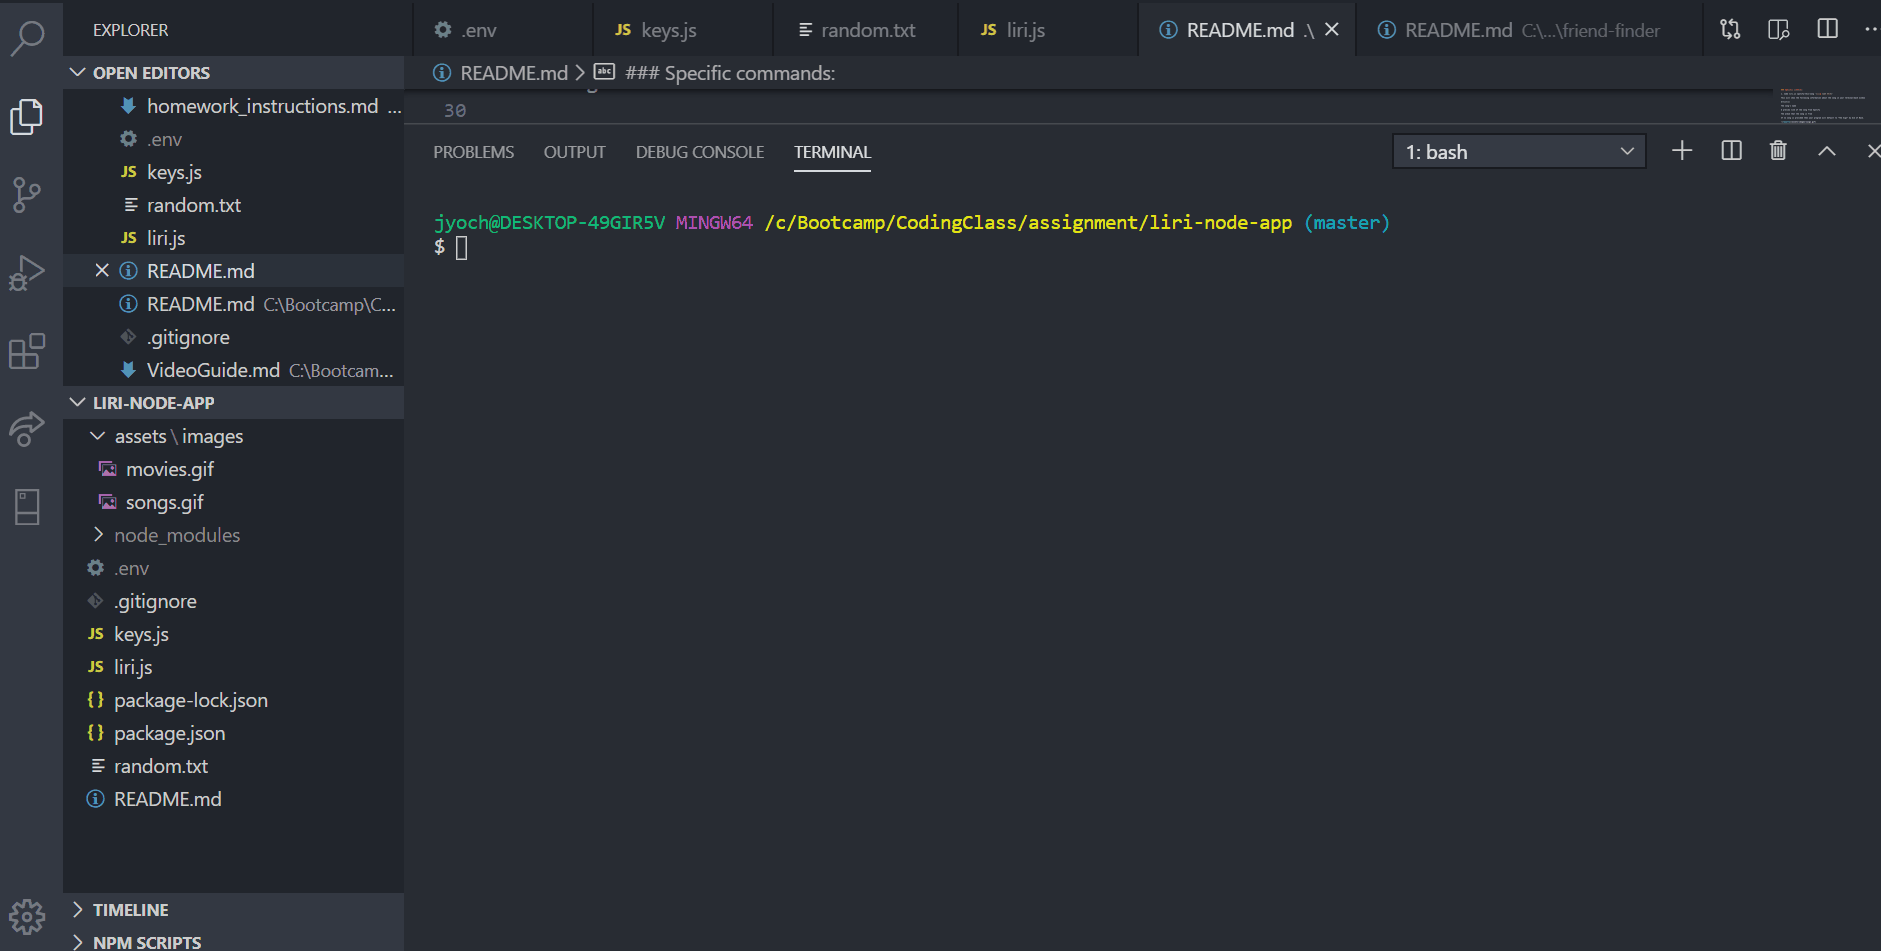 EXPLORER
OPEN EDITORS
homework_instructions.md ...
.env
JS keys.js
random.txt
JS liri.js
README.md
README.md C:\Bootcamp\C...
.gitignore
VideoGuide.md C:\Bootcam...
LIRI-NODE-APP
assets \ images
movies.gif
songs.gif
node_modules
.env
.gitignore
JS keys.js
JS liri.js
{} package-lock.json
{} package.json
random.txt
README.md
TIMELINE
NPM SCRIPTS
.env
JS keys.js
random.txt
JS liri.js
README.md .\
README.md C:\...\friend-finder
README.md > abc ### Specific commands:
30
PROBLEMS OUTPUT DEBUG CONSOLE TERMINAL
1: bash
jyoch@DESKTOP-49GIR5V MINGW64 /c/Bootcamp/CodingClass/assignment/liri-node-app (master)
$